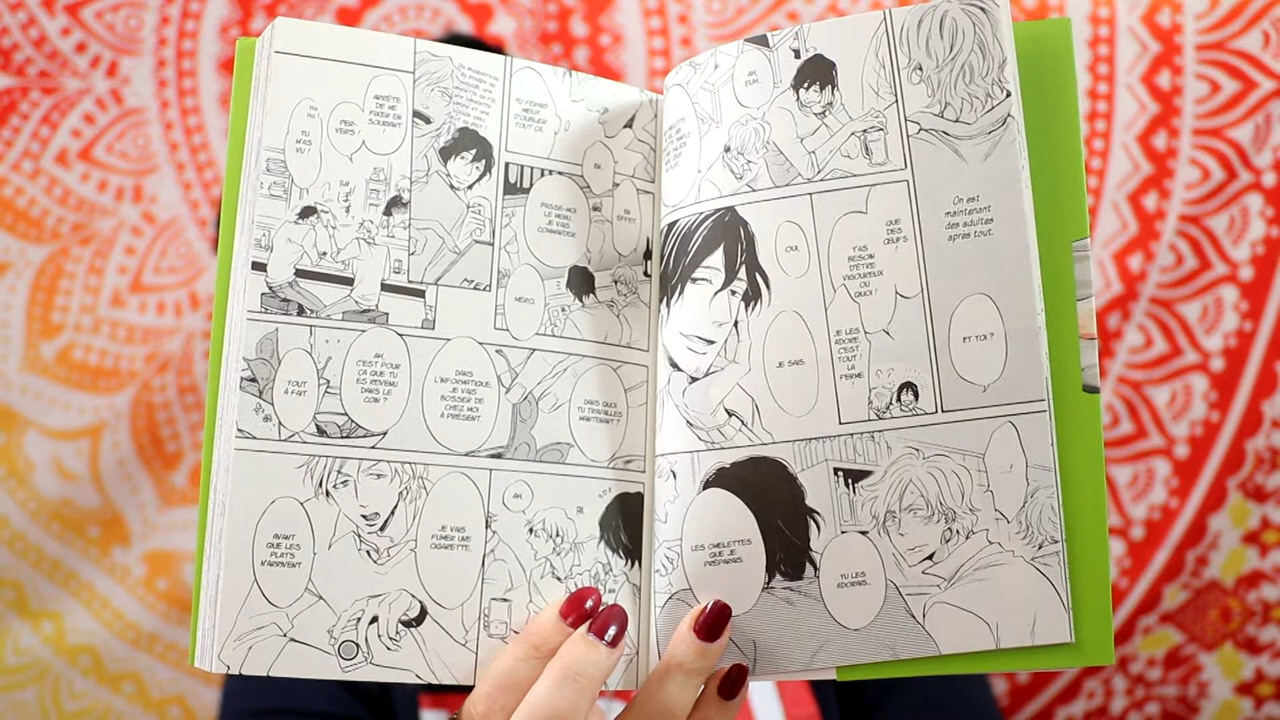 On est
maintenant
des adultes
après tout.
ET TOI ?
AH,
EUH...
QUE
DES
ŒUFS
T'AS
BESOIN
D'ÊTRE
VIGOUREUX
OU
QUOI !
JE LES
ADORE,
C'EST
TOUT !
LA
FERME.
OUI,
JE SAIS.
...
TU LES
ADORAIS...
LES OMELETTES
QUE JE
PRÉPARAIS.
TU FERAIS
MIEUX
D'OUBLIER
TOUT ÇA.
EH.
EN
EFFET.
PASSE-MOI
LE MENU.
JE VAIS
COMMANDER.
MERCI.
ARRÊTE
DE ME
FIXER EN
SOURIANT
PER-
VERS !
Ha
Ha !
TU
M'AS
VU !
DANS QUOI
TU TRAVAILLES
MAINTENANT ?
DANS
L'INFORMATIQUE,
JE VAIS
BOSSER DE
CHEZ MOI
À PRÉSENT.
AH,
C'EST POUR
ÇA QUE TU
ES REVENU
DANS LE
COIN ?
TOUT
À FAIT.
AH.
JE VAIS
FUMER UNE
CIGARETTE,
AVANT
QUE LES
PLATS
N'ARRIVENT